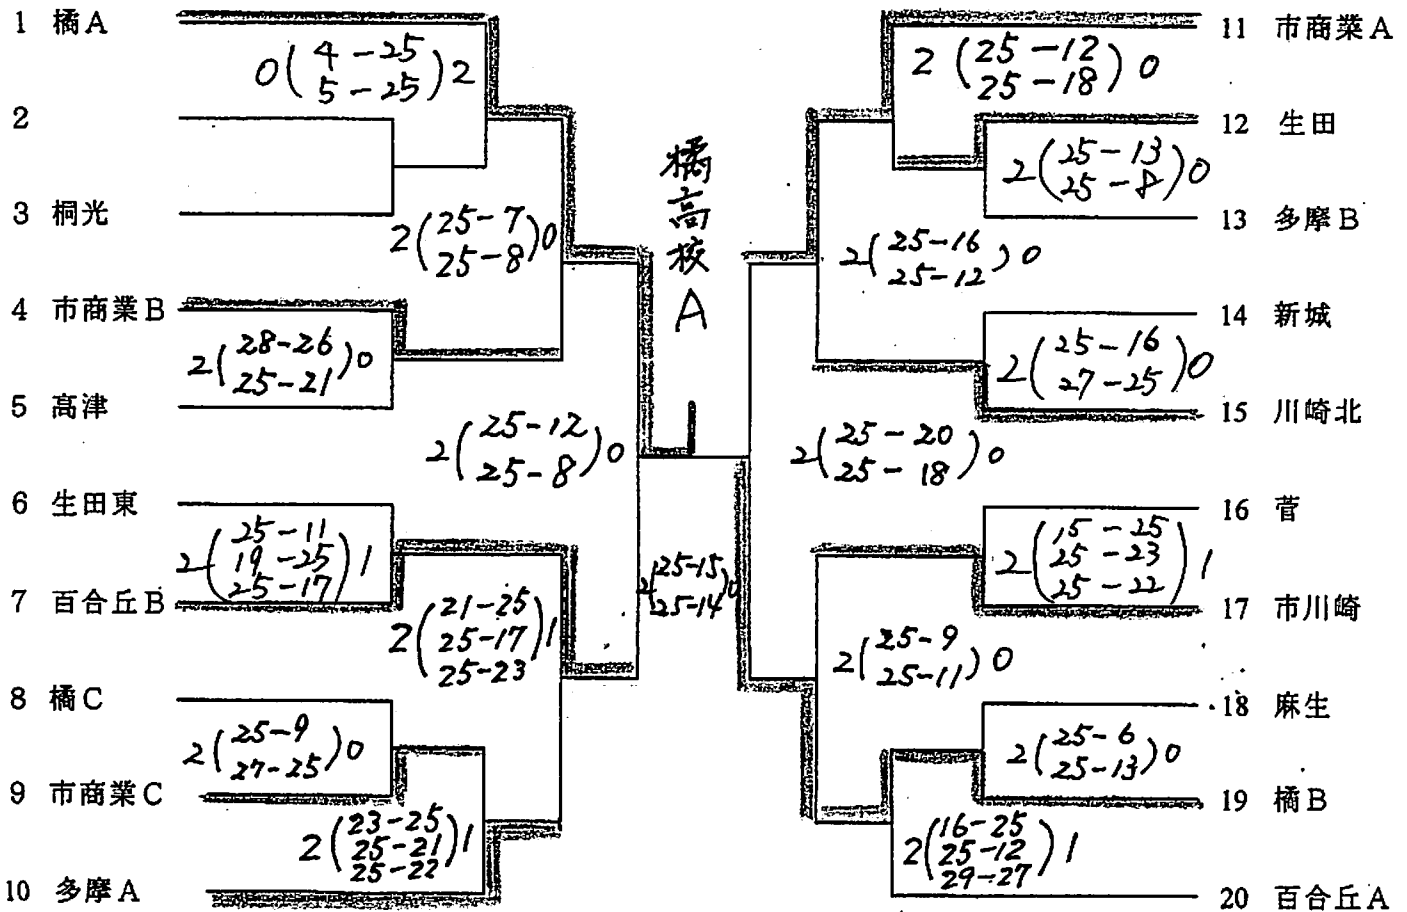 1 橘A
0(4-25 5-25)2
2
3 桐光
2(25-7 25-8)0
4 市商業B
2(28-26 25-21)0
5 高津
2(25-12 25-8)0
6 生田東
2(25-11 19-25 25-17)1
7 百合丘B
2(21-25 25-17 25-23)1
8 橘C
2(25-9 27-25)0
9 市商業C
2(23-25 25-21 25-22)1
10 多摩A
橘高校A
2(25-15 25-14)0
11 市商業A
2(25-12 25-18)0
12 生田
2(25-13 25-8)0
13 多摩B
2(25-16 25-12)0
14 新城
2(25-16 27-25)0
15 川崎北
2(25-20 25-18)0
16 菅
2(15-25 25-23 25-22)1
17 市川崎
2(25-9 25-11)0
18 麻生
2(25-6 25-13)0
19 橘B
2(16-25 25-12 29-27)1
20 百合丘A